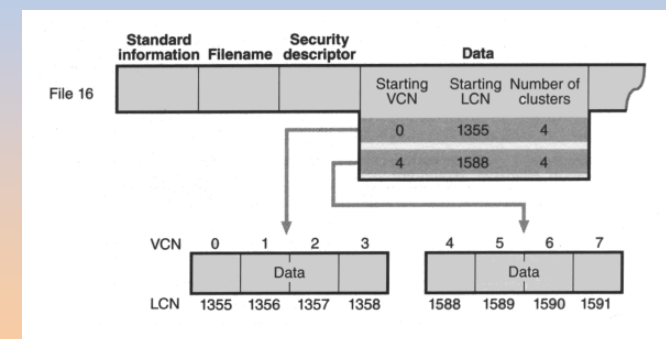 Standard information Filename Security descriptor Data
File 16
Starting VCN Starting LCN Number of clusters
0 1355 4
4 1588 4
VCN 0 1 2 3 4 5 6 7
Data Data
LCN 1355 1356 1357 1358 1588 1589 1590 1591